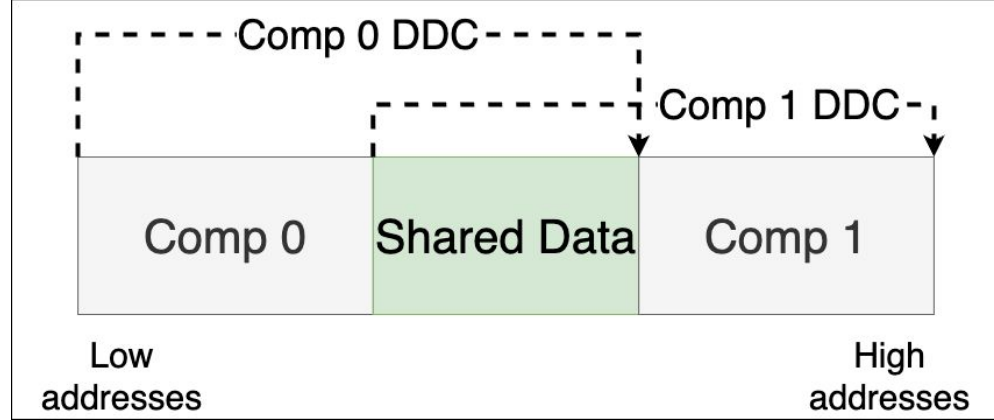 Comp 0 DDC
Comp 1 DDC
Comp 0
Shared Data
Comp 1
Low
addresses
High
addresses